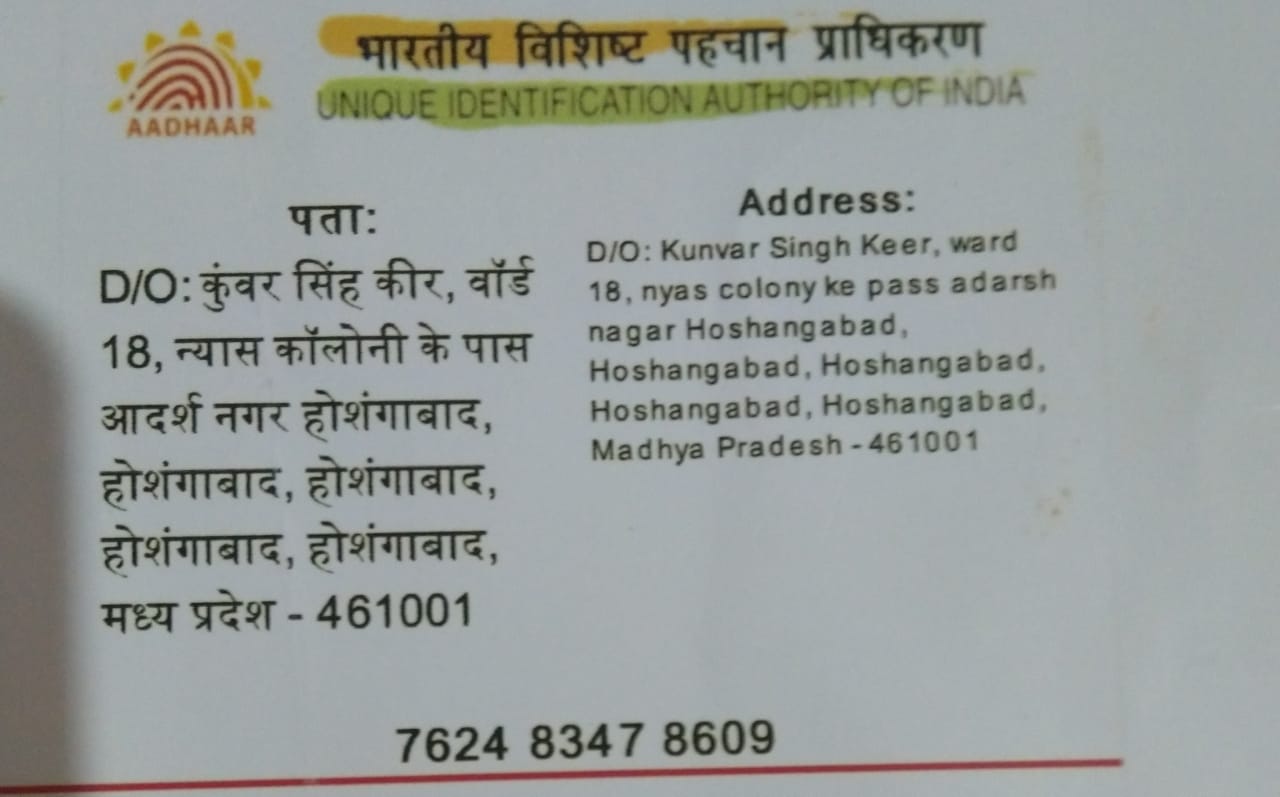 AADHAAR
भारतीय विशिष्ट पहचान प्राधिकरण
UNIQUE IDENTIFICATION AUTHORITY OF INDIA
पता:
D/O: कुंवर सिंह कीर, वॉर्ड
18, न्यास कॉलोनी के पास
आदर्श नगर होशंगाबाद,
होशंगाबाद, होशंगाबाद,
होशंगाबाद, होशंगाबाद,
मध्य प्रदेश - 461001
Address:
D/O: Kunvar Singh Keer, ward
18, nyas colony ke pass adarsh
nagar Hoshangabad,
Hoshangabad, Hoshangabad,
Hoshangabad, Hoshangabad,
Madhya Pradesh - 461001
7624 8347 8609